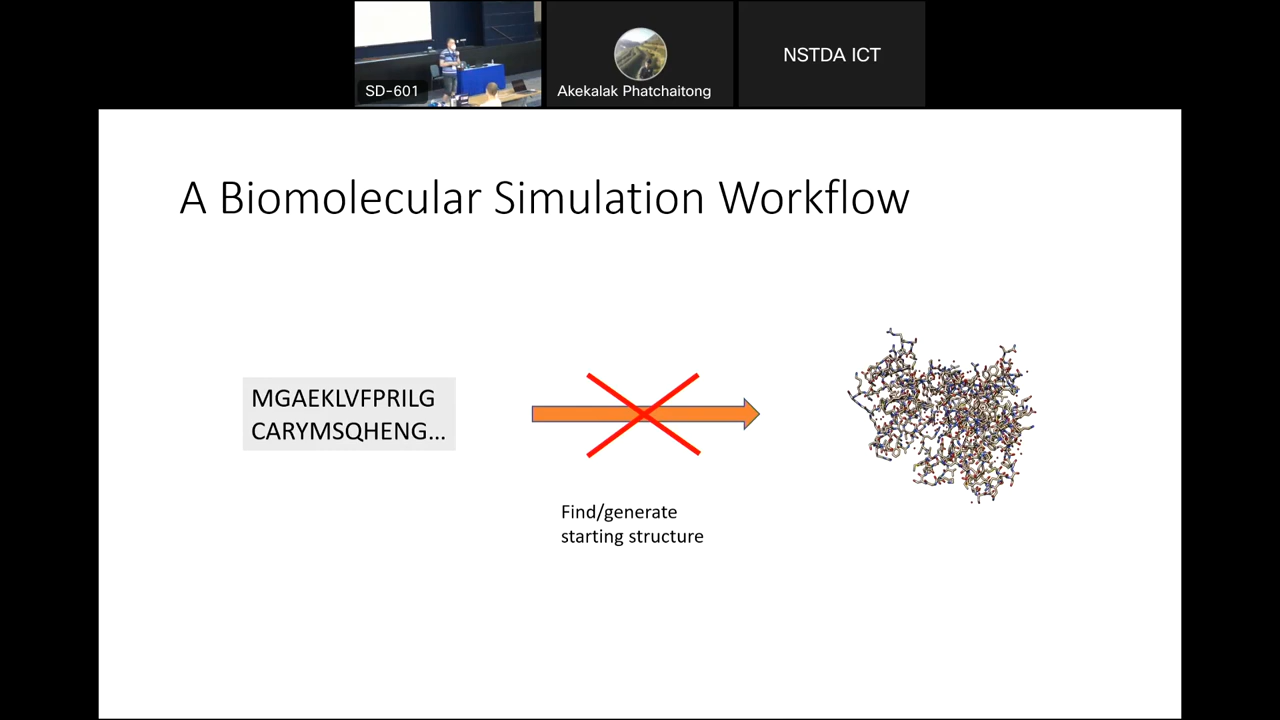 SD-601
Akekalak Phatchaitong
NSTDA ICT
A Biomolecular Simulation Workflow
MGAEKLVFPRILG
CARYMSQHENG...
Find/generate
starting structure